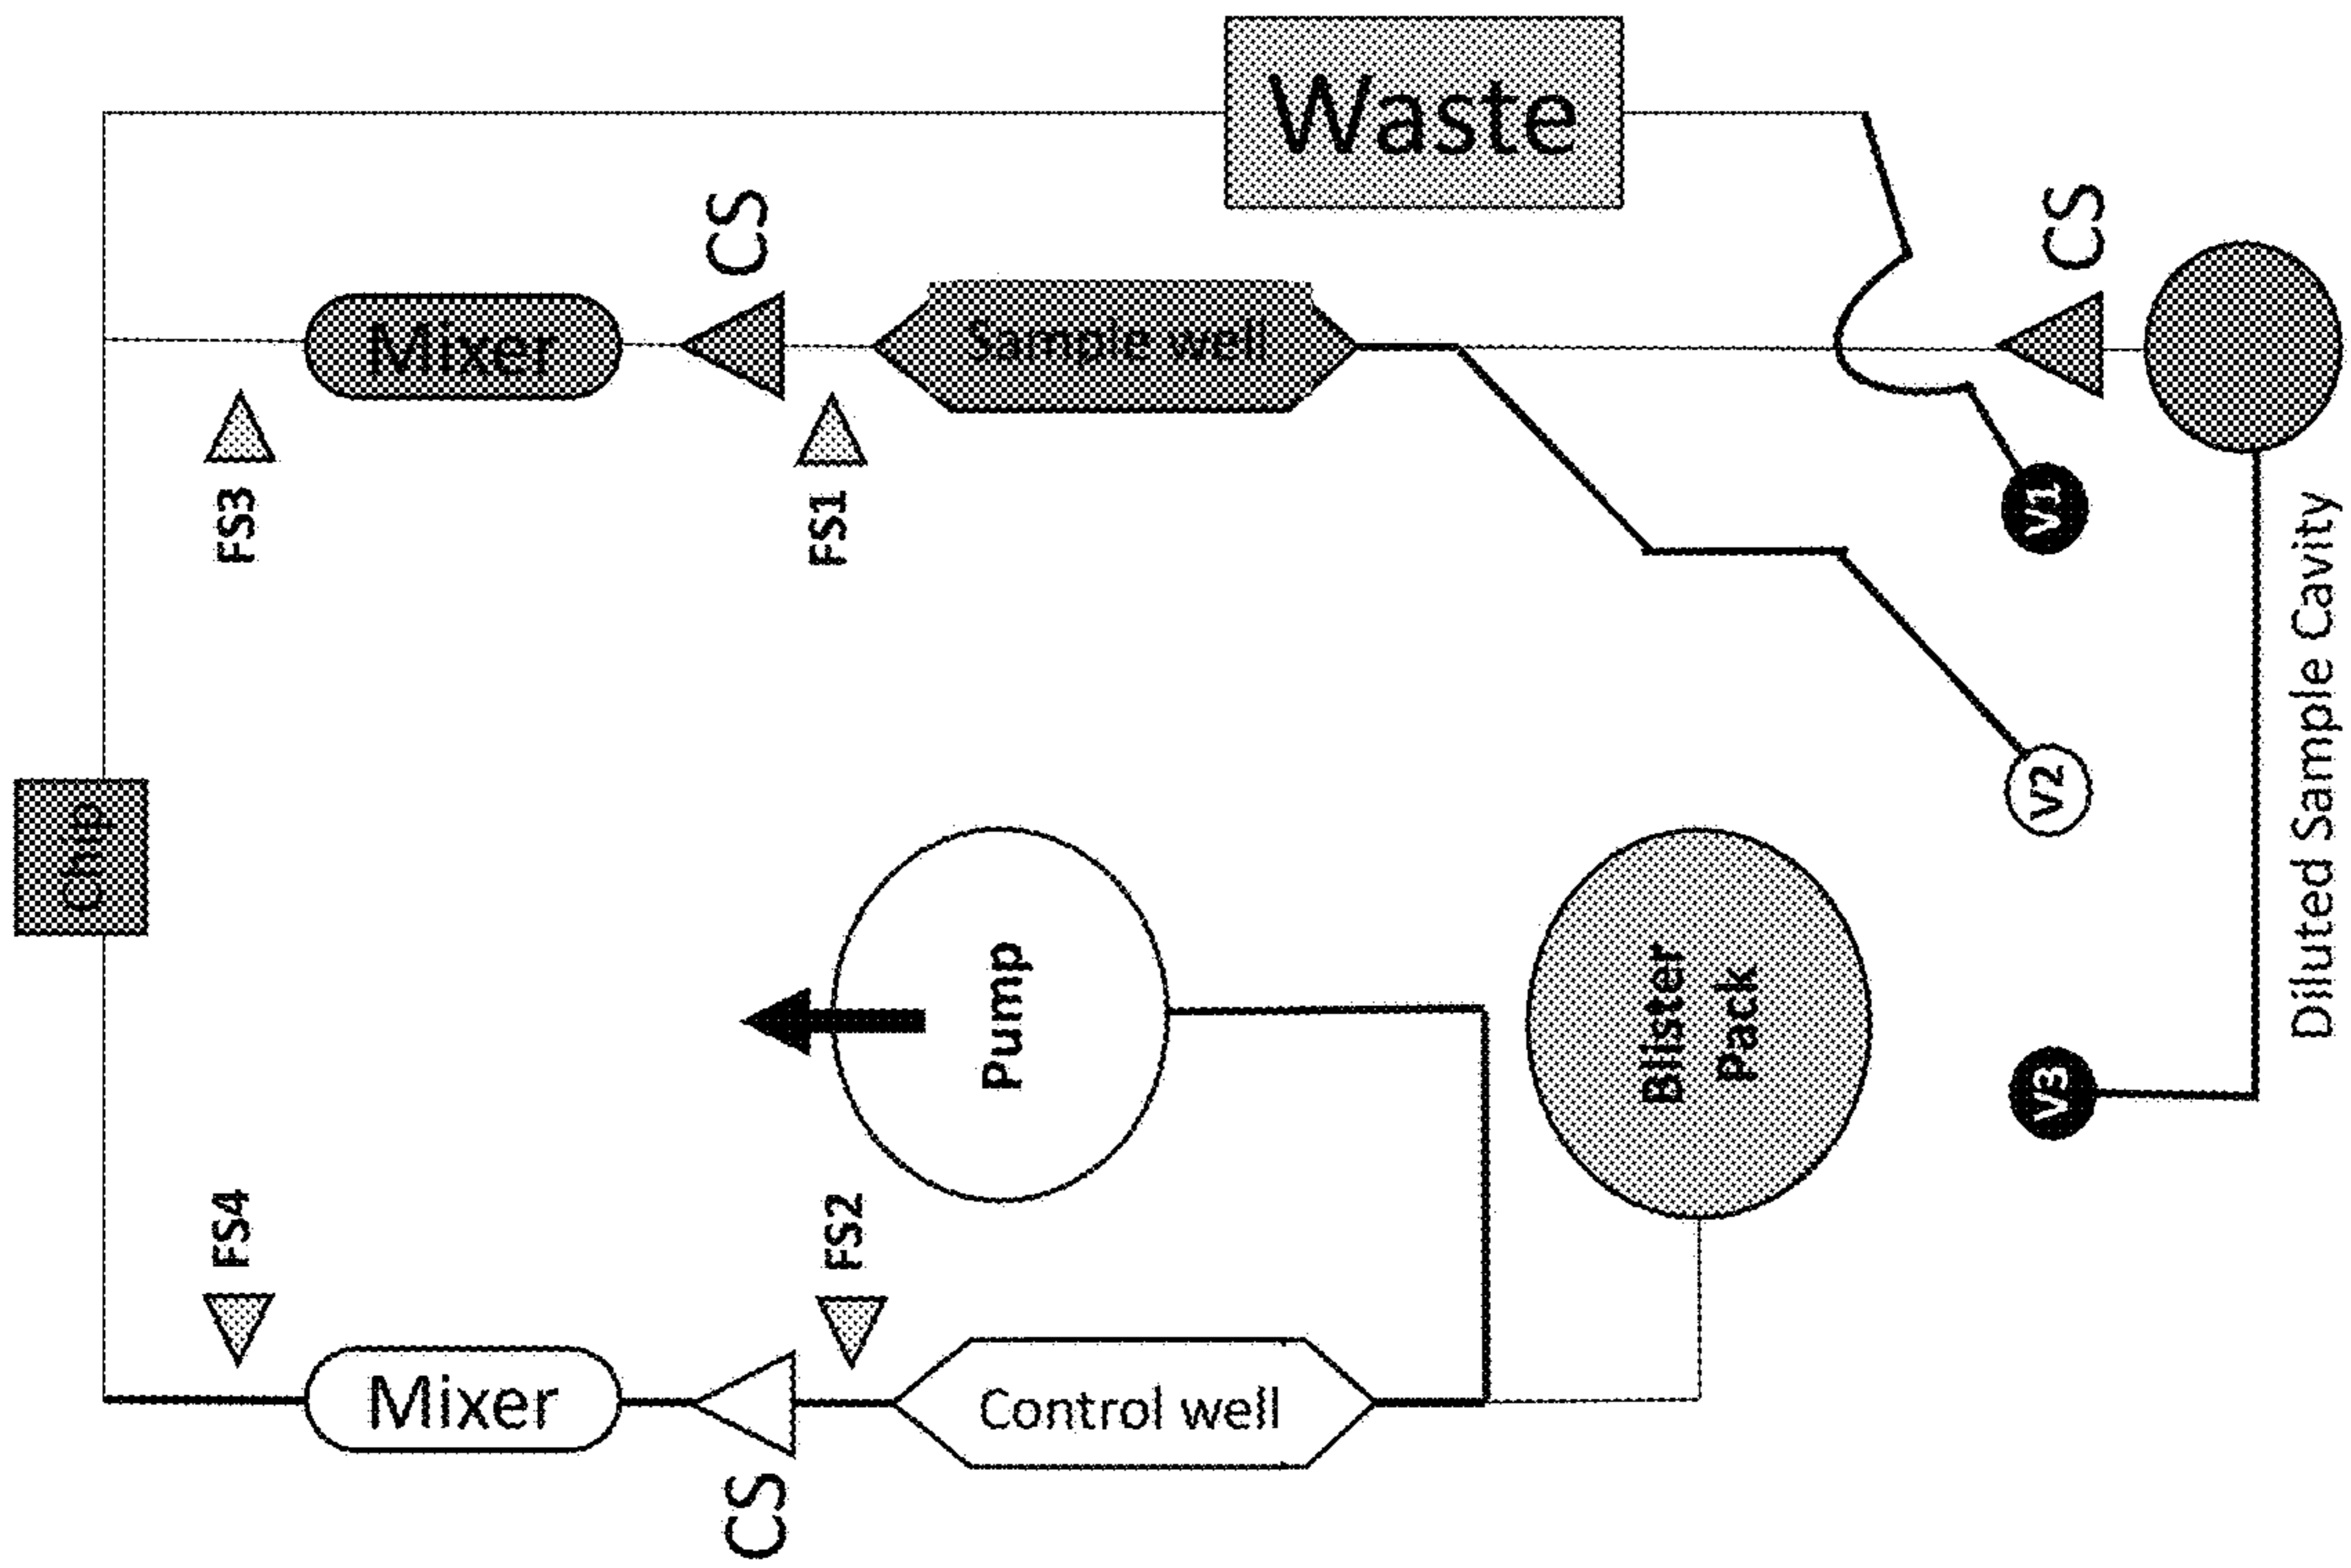 Waste
CS
CS
Mixer
Sample well
FS3
FS1
V1
Chip
V2
Diluted Sample Cavity
Pump
Blister
Pack
V3
FS4
FS2
Mixer
Control well
CS